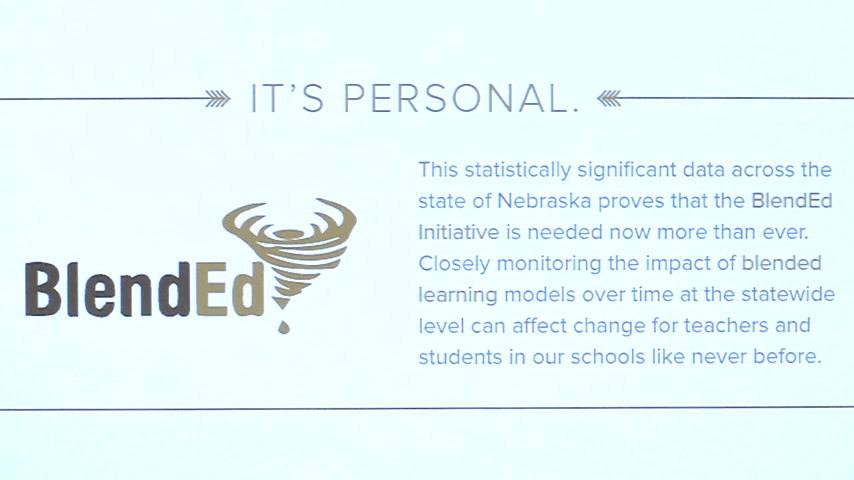 IT'S PERSONAL.
This statistically significant data across the
state of Nebraska proves that the BlendEd
Initiative is needed now more than ever.
Closely monitoring the impact of blended
learning models over time at the statewide
level can affect change for teachers and
students in our schools like never before.
BlendEd